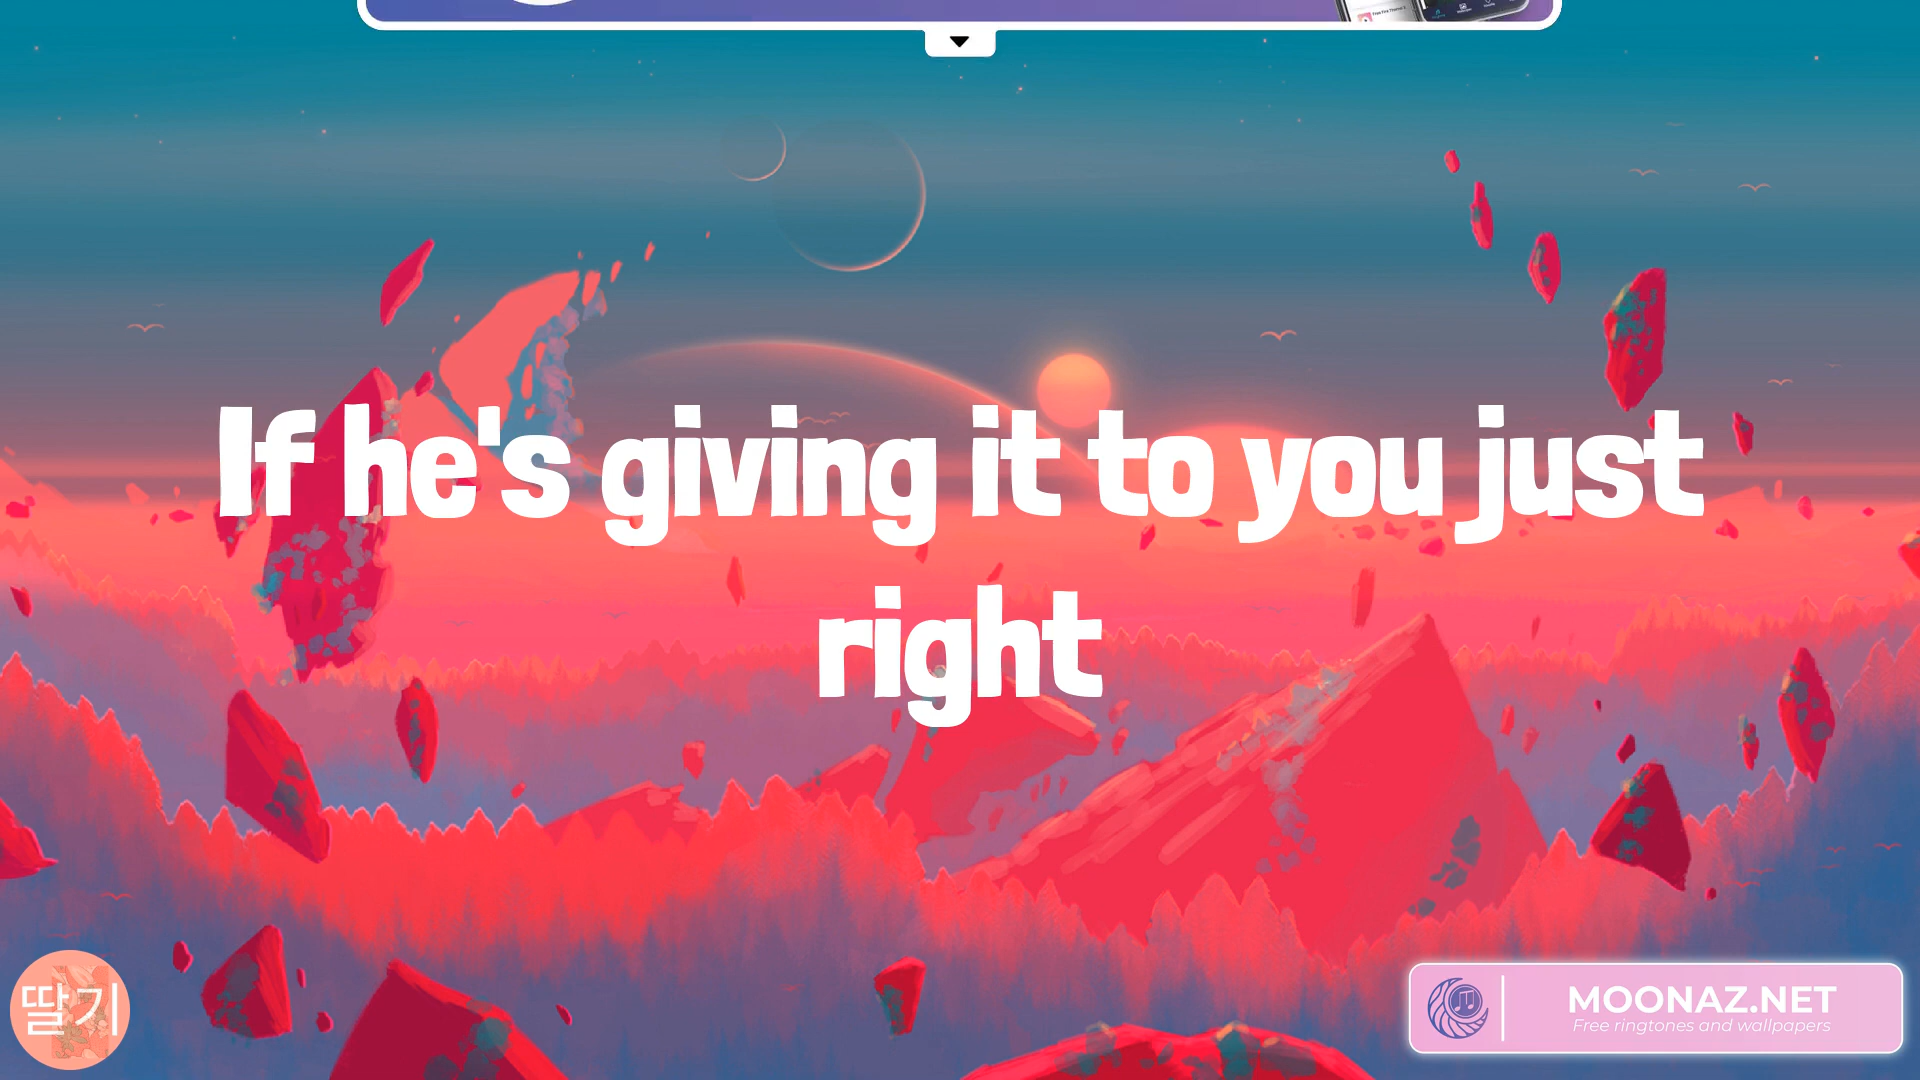 If he's giving it to you just
right
딸기
MOONAZ.NET
Free ringtones and wallpapers